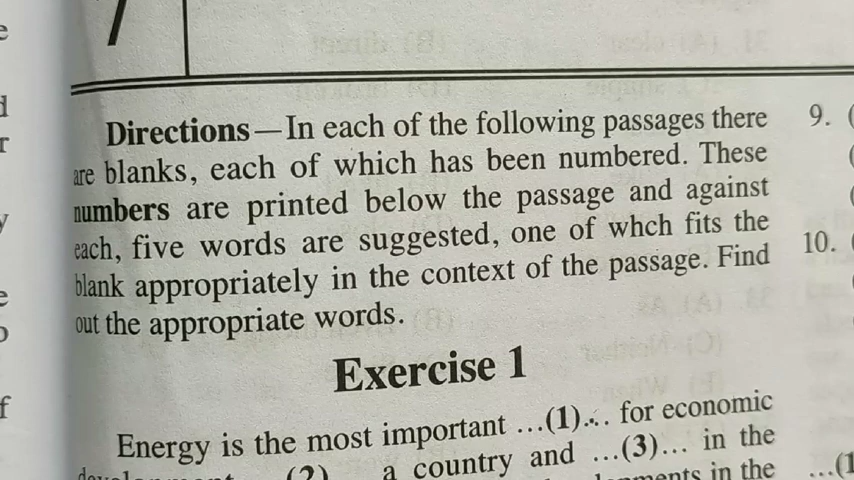 Directions—In each of the following passages there
are blanks, each of which has been numbered. These
numbers are printed below the passage and against
each, five words are suggested, one of whch fits the
blank appropriately in the context of the passage. Find
out the appropriate words.
Exercise 1
Energy is the most important ...(1)... for economic
(2) a country and ...(3)... in the
in the
9.
10.